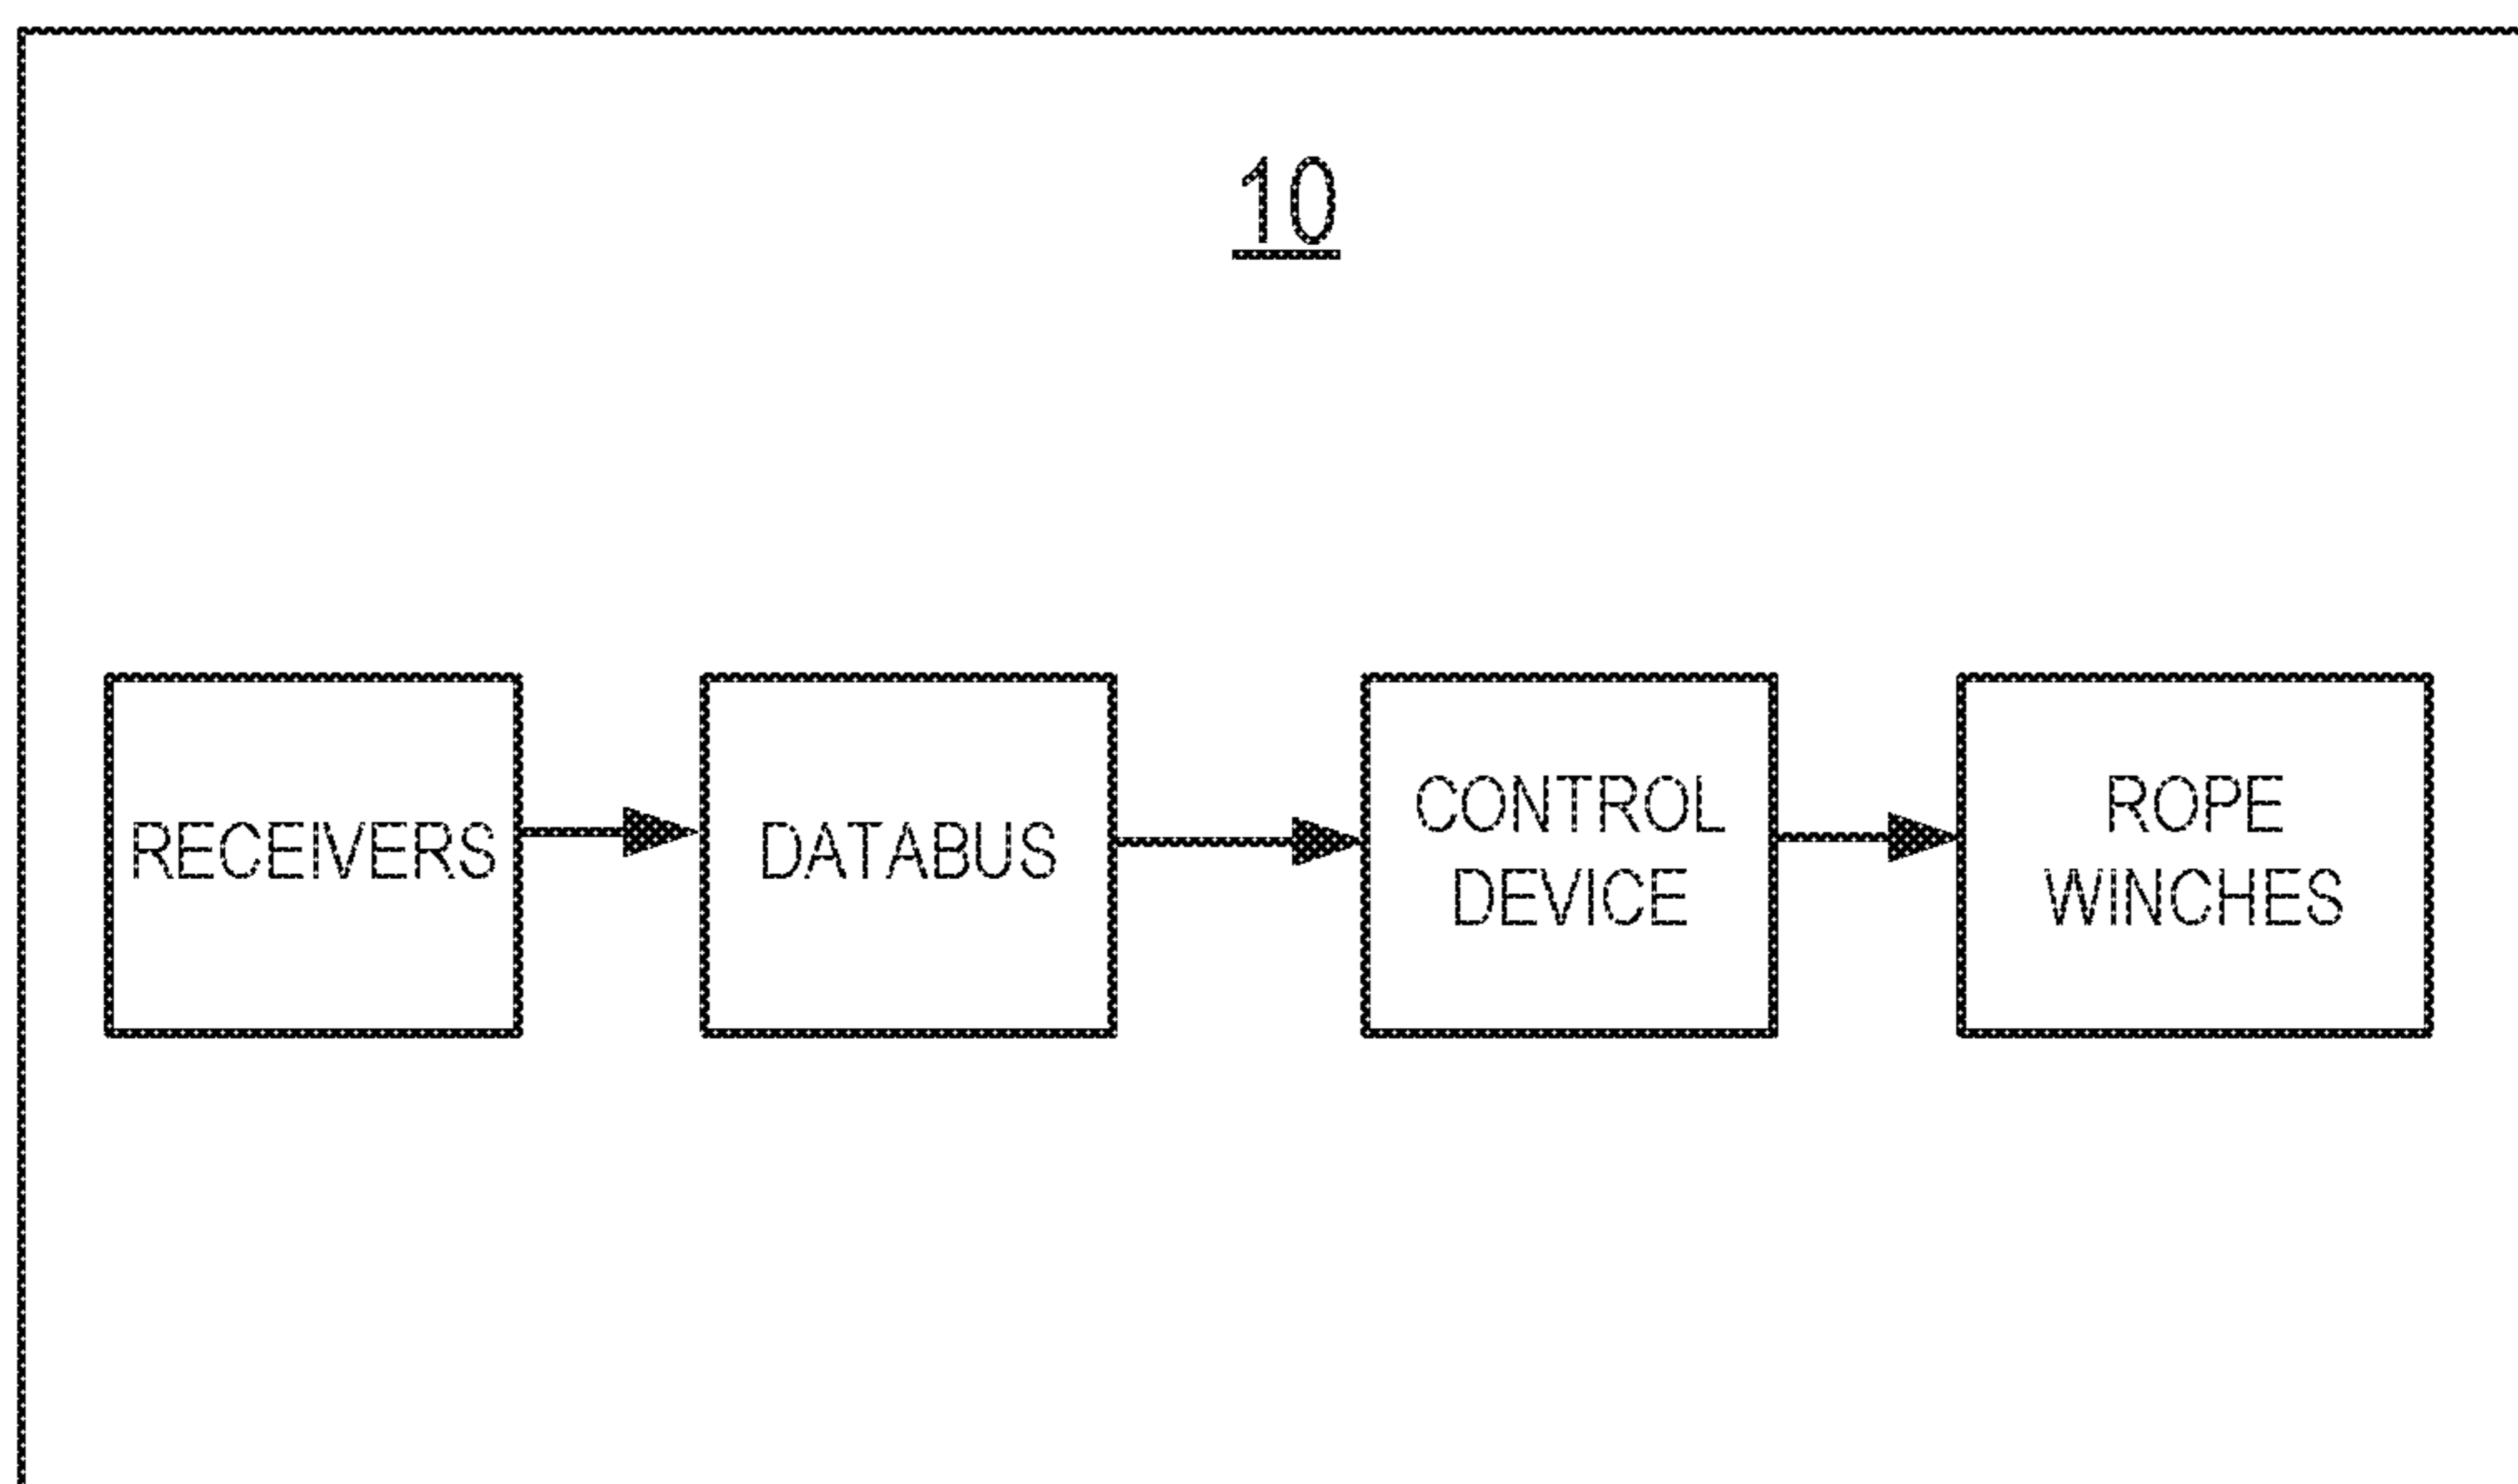 10
RECEIVERS
DATABUS
CONTROL
DEVICE
ROPE
WINCHES